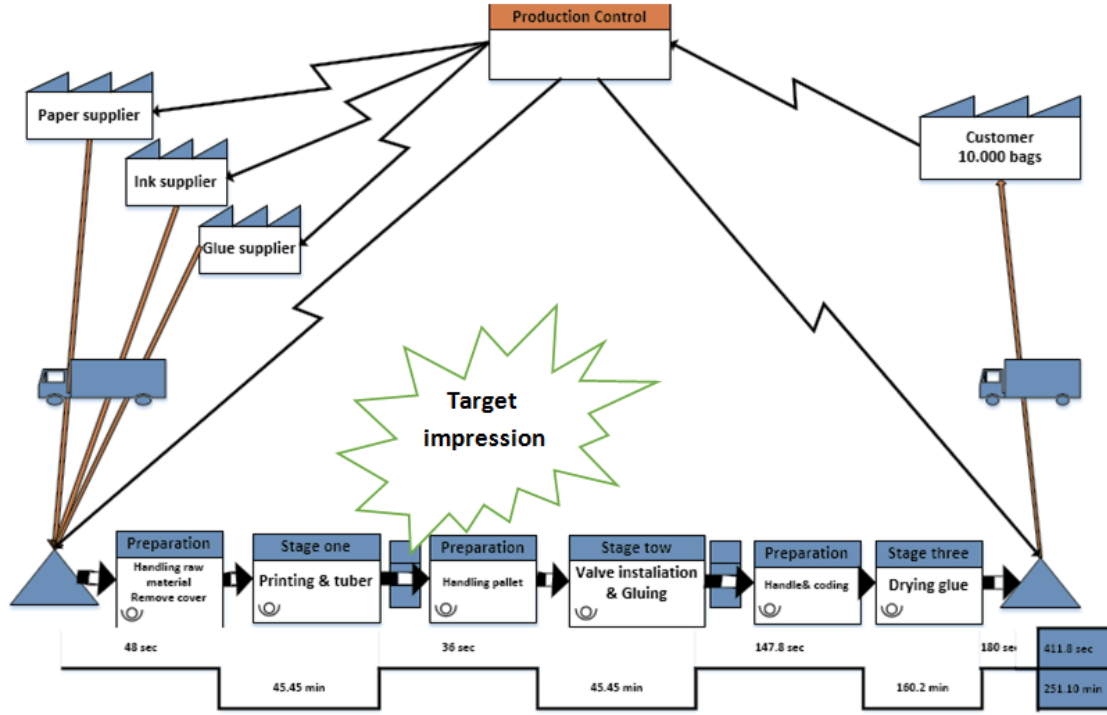 Production Control
Paper supplier
Ink supplier
Glue supplier
Customer
10.000 bags
Target
impression
Preparation
Handling raw
material
Remove cover
Stage one
Printing & tuber
Preparation
Handling pallet
Stage tow
Valve instaliation
& Gluing
Preparation
Handle& coding
Stage three
Drying glue
48 sec
36 sec
147.8 sec
180 sec
411.8 sec
45.45 min
45.45 min
160.2 min
251.10 min